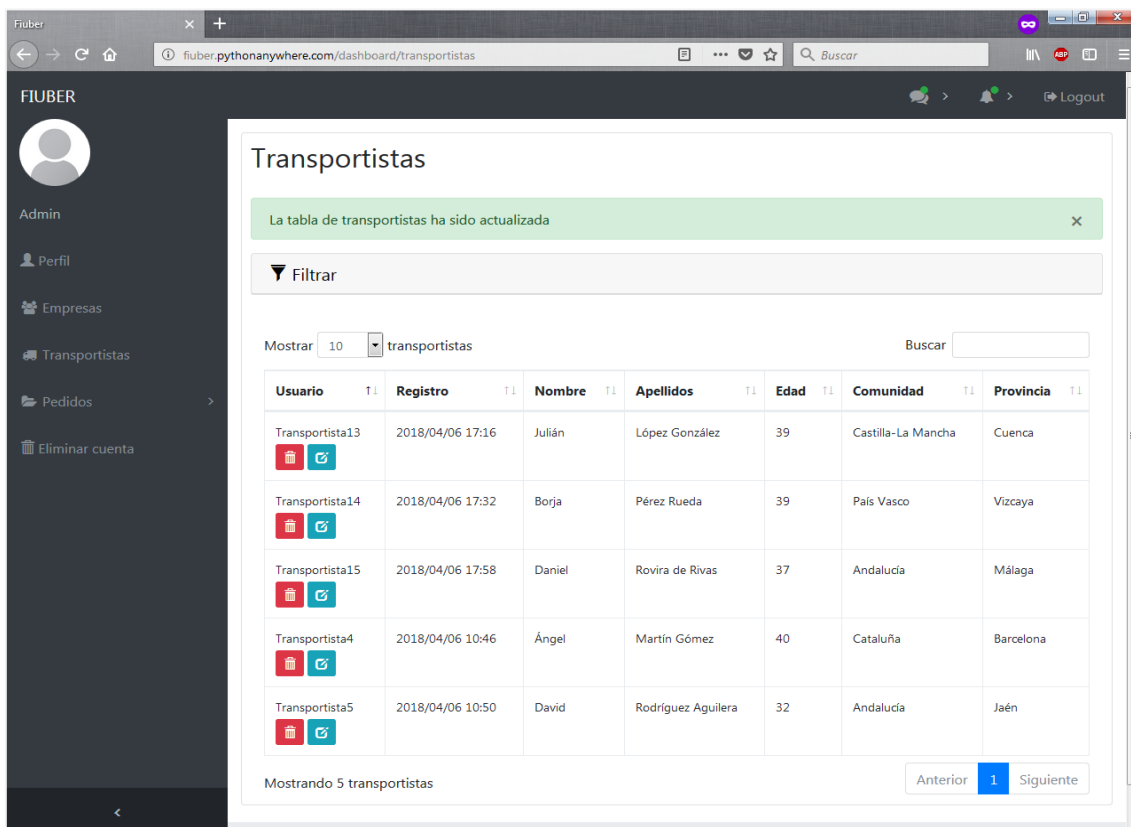 Fiuber
fiuber.pythonanywhere.com/dashboard/transportistas
Buscar
ABP
FIUBER
Logout
Admin
Perfil
Empresas
Transportistas
Pedidos
Eliminar cuenta
Transportistas
La tabla de transportistas ha sido actualizada
Filtrar
Mostrar 10 transportistas
Buscar
Usuario Registro Nombre Apellidos Edad Comunidad Provincia
Transportista13 2018/04/06 17:16 Julián López González 39 Castilla-La Mancha Cuenca
Transportista14 2018/04/06 17:32 Borja Pérez Rueda 39 País Vasco Vizcaya
Transportista15 2018/04/06 17:58 Daniel Rovira de Rivas 37 Andalucía Málaga
Transportista4 2018/04/06 10:46 Ángel Martín Gómez 40 Cataluña Barcelona
Transportista5 2018/04/06 10:50 David Rodríguez Aguilera 32 Andalucía Jaén
Mostrando 5 transportistas
Anterior 1 Siguiente